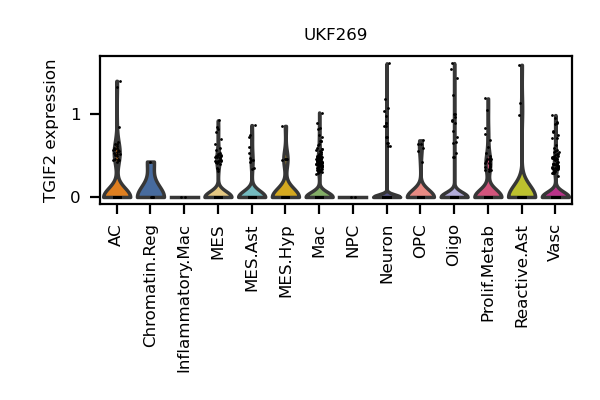 UKF269
TGIF2 expression
1
0
AC
Chromatin.Reg
Inflammatory.Mac
MES
MES.Ast
MES.Hyp
Mac
NPC
Neuron
OPC
Oligo
Prolif.Metab
Reactive.Ast
Vasc